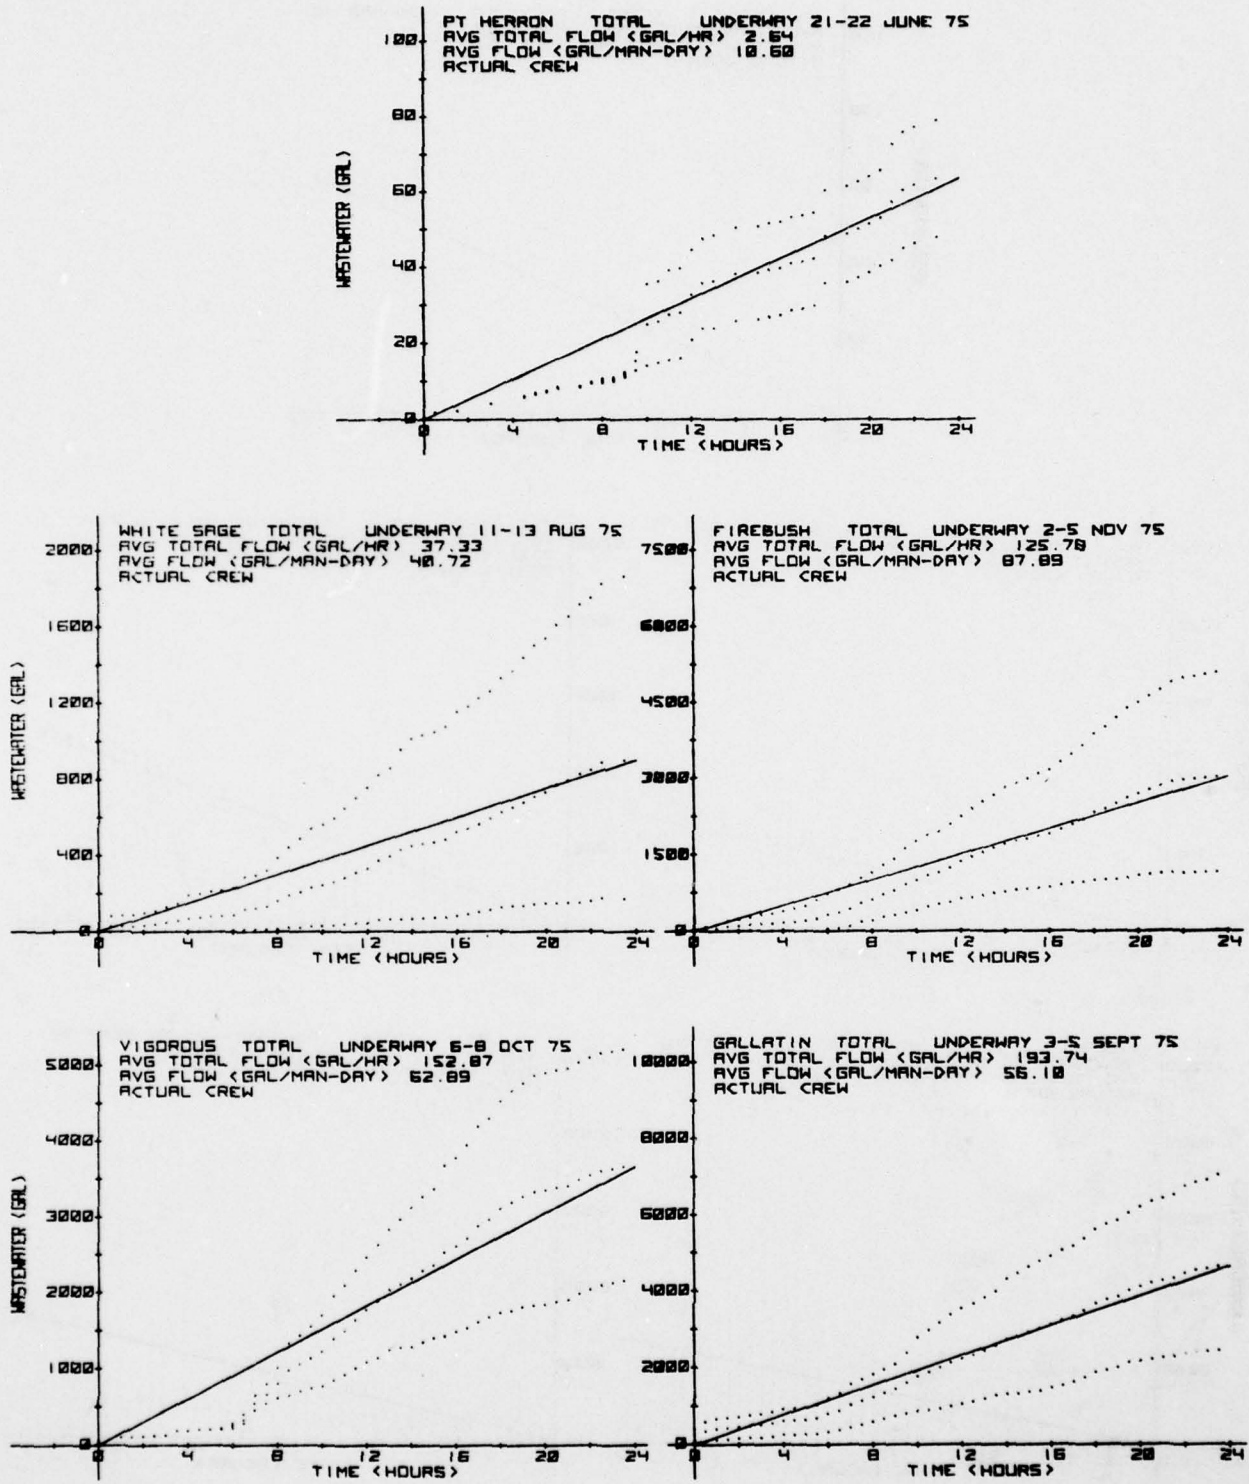 PT HERRON TOTAL UNDERWAY 21-22 JUNE 75
AVG TOTAL FLOW <GAL/HR> 2.64
AVG FLOW <GAL/MAN-DAY> 10.60
ACTUAL CREW
100
80
60
40
20
0
WASTEWATER <GAL>
0 4 8 12 16 20 24
TIME <HOURS>
WHITE SAGE TOTAL UNDERWAY 11-13 AUG 75
AVG TOTAL FLOW <GAL/HR> 37.33
AVG FLOW <GAL/MAN-DAY> 40.72
ACTUAL CREW
2000
1600
1200
800
400
0
WASTEWATER <GAL>
0 4 8 12 16 20 24
TIME <HOURS>
FIREBUSH TOTAL UNDERWAY 2-5 NOV 75
AVG TOTAL FLOW <GAL/HR> 125.78
AVG FLOW <GAL/MAN-DAY> 87.89
ACTUAL CREW
7500
6000
4500
3000
1500
0
0 4 8 12 16 20 24
TIME <HOURS>
VIGOROUS TOTAL UNDERWAY 6-8 OCT 75
AVG TOTAL FLOW <GAL/HR> 152.87
AVG FLOW <GAL/MAN-DAY> 62.89
ACTUAL CREW
5000
4000
3000
2000
1000
0
WASTEWATER <GAL>
0 4 8 12 16 20 24
TIME <HOURS>
GALLATIN TOTAL UNDERWAY 3-5 SEPT 75
AVG TOTAL FLOW <GAL/HR> 193.74
AVG FLOW <GAL/MAN-DAY> 56.10
ACTUAL CREW
10000
8000
6000
4000
2000
0
0 4 8 12 16 20 24
TIME <HOURS>